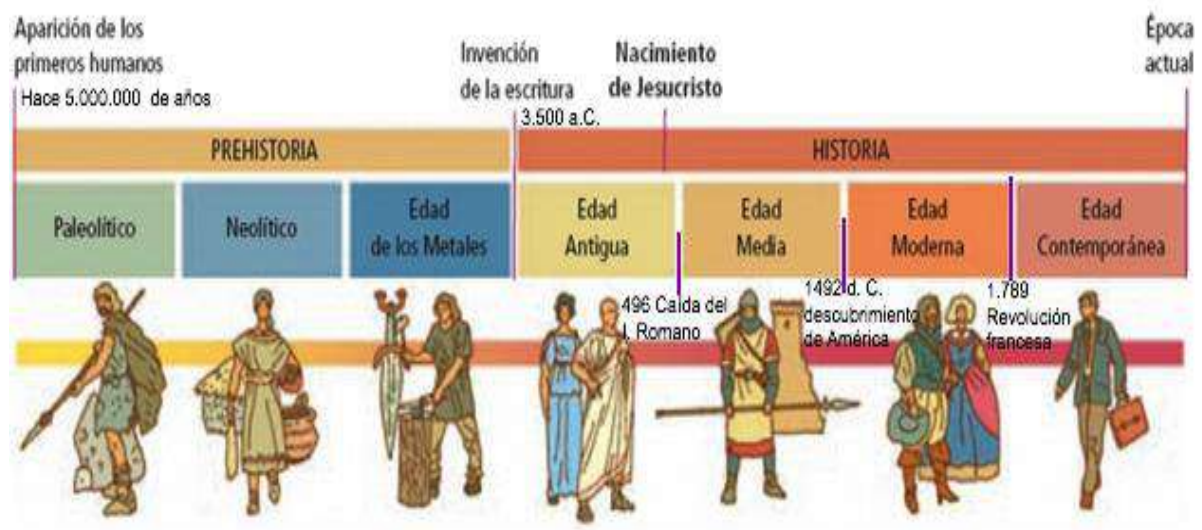 Aparición de los
primeros humanos
Hace 5.000.000 de años
Invención
de la escritura
3.500 a.C.
Nacimiento
de Jesucristo
Época
actual
PREHISTORIA
HISTORIA
Paleolítico
Neolítico
Edad
de los Metales
Edad
Antigua
Edad
Media
Edad
Moderna
Edad
Contemporánea
496 Caída del
I. Romano
1492 d. C.
descubrimiento
de América
1.789
Revolución
francesa